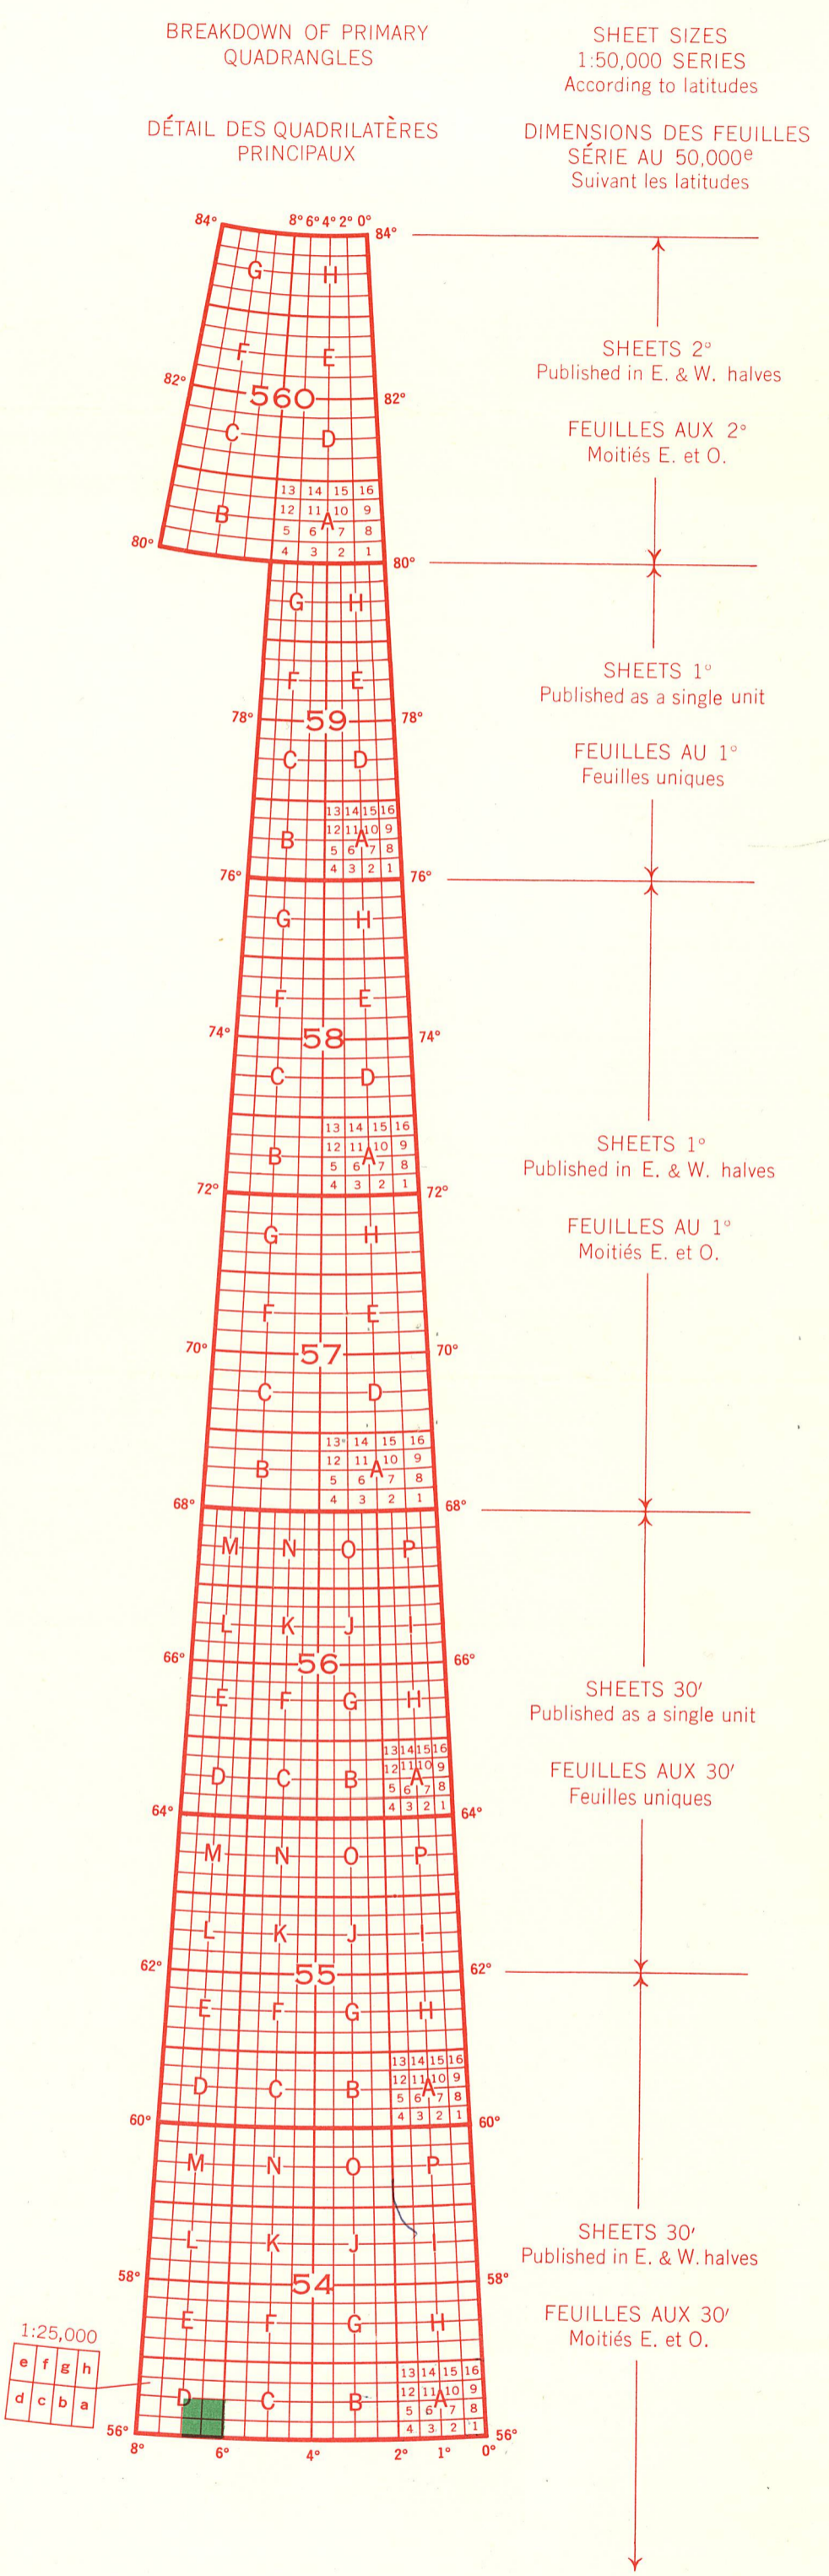 BREAKDOWN OF PRIMARY
QUADRANGLES
DÉTAIL DES QUADRILATÈRES
PRINCIPAUX
SHEET SIZES
1:50,000 SERIES
According to latitudes
DIMENSIONS DES FEUILLES
SÉRIE AU 50,000e
Suivant les latitudes
84° 8° 6° 4° 2° 0° 84°
G H
F E
82° 560 82°
C D
13 14 15 16
B 12 11 A 10 9
5 6 7 8
80° 4 3 2 1 80°
SHEETS 2°
Published in E. & W. halves
FEUILLES AUX 2°
Moitiés E. et O.
G H
F E
78° 59 78°
C D
13 14 15 16
12 11 10 9
B A
5 6 7 8
76° 4 3 2 1 76°
SHEETS 1°
Published as a single unit
FEUILLES AU 1°
Feuilles uniques
G H
F E
74° 58 74°
C D
13 14 15 16
12 11 10 9
B A
5 6 7 8
72° 4 3 2 1 72°
G H
F E
70° 57 70°
C D
13 14 15 16
12 11 10 9
B A
5 6 7 8
68° 4 3 2 1 68°
SHEETS 1°
Published in E. & W. halves
FEUILLES AU 1°
Moitiés E. et O.
M N O P
L K J I
66° 56 66°
E F G H
13 14 15 16
12 11 10 9
D C B A
5 6 7 8
64° 4 3 2 1 64°
M N O P
L K J I
62° 55 62°
SHEETS 30′
Published as a single unit
FEUILLES AUX 30′
Feuilles uniques
E F G H
13 14 15 16
12 11 10 9
D C B A
5 6 7 8
60° 4 3 2 1 60°
M N O P
L K J I
58° 54 58°
E F G H
13 14 15 16
12 11 10 9
D C B A
5 6 7 8
56° 4 3 2 1 56°
8° 6° 4° 2° 1° 0°
1:25,000
e f g h
d c b a
SHEETS 30′
Published in E. & W. halves
FEUILLES AUX 30′
Moitiés E. et O.